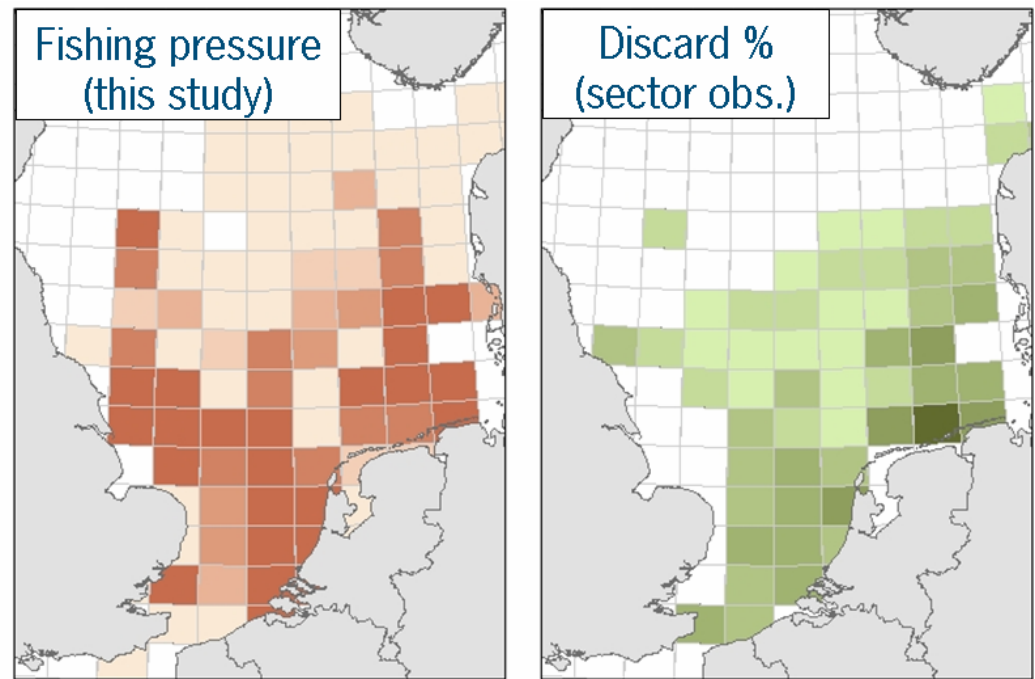 Fishing pressure
(this study)
Discard %
(sector obs.)